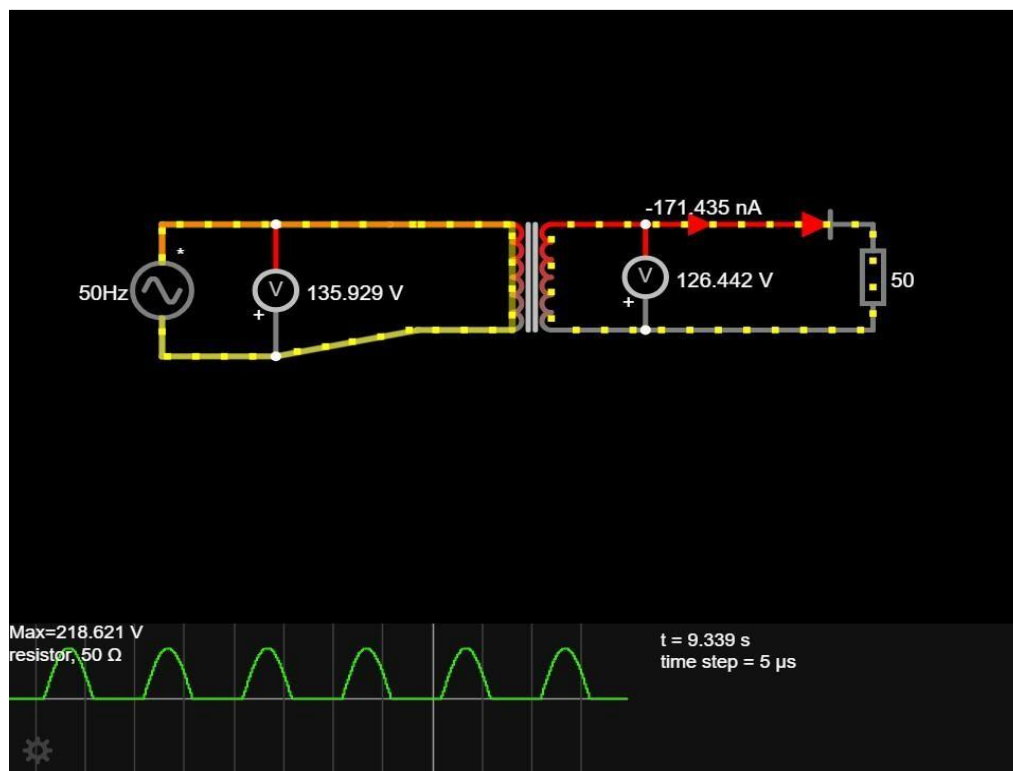 -171.435 nA
*
50Hz
V
135.929 V
+
V
126.442 V
+
50
Max=218.621 V
resistor, 50 Ω
t = 9.339 s
time step = 5 μs